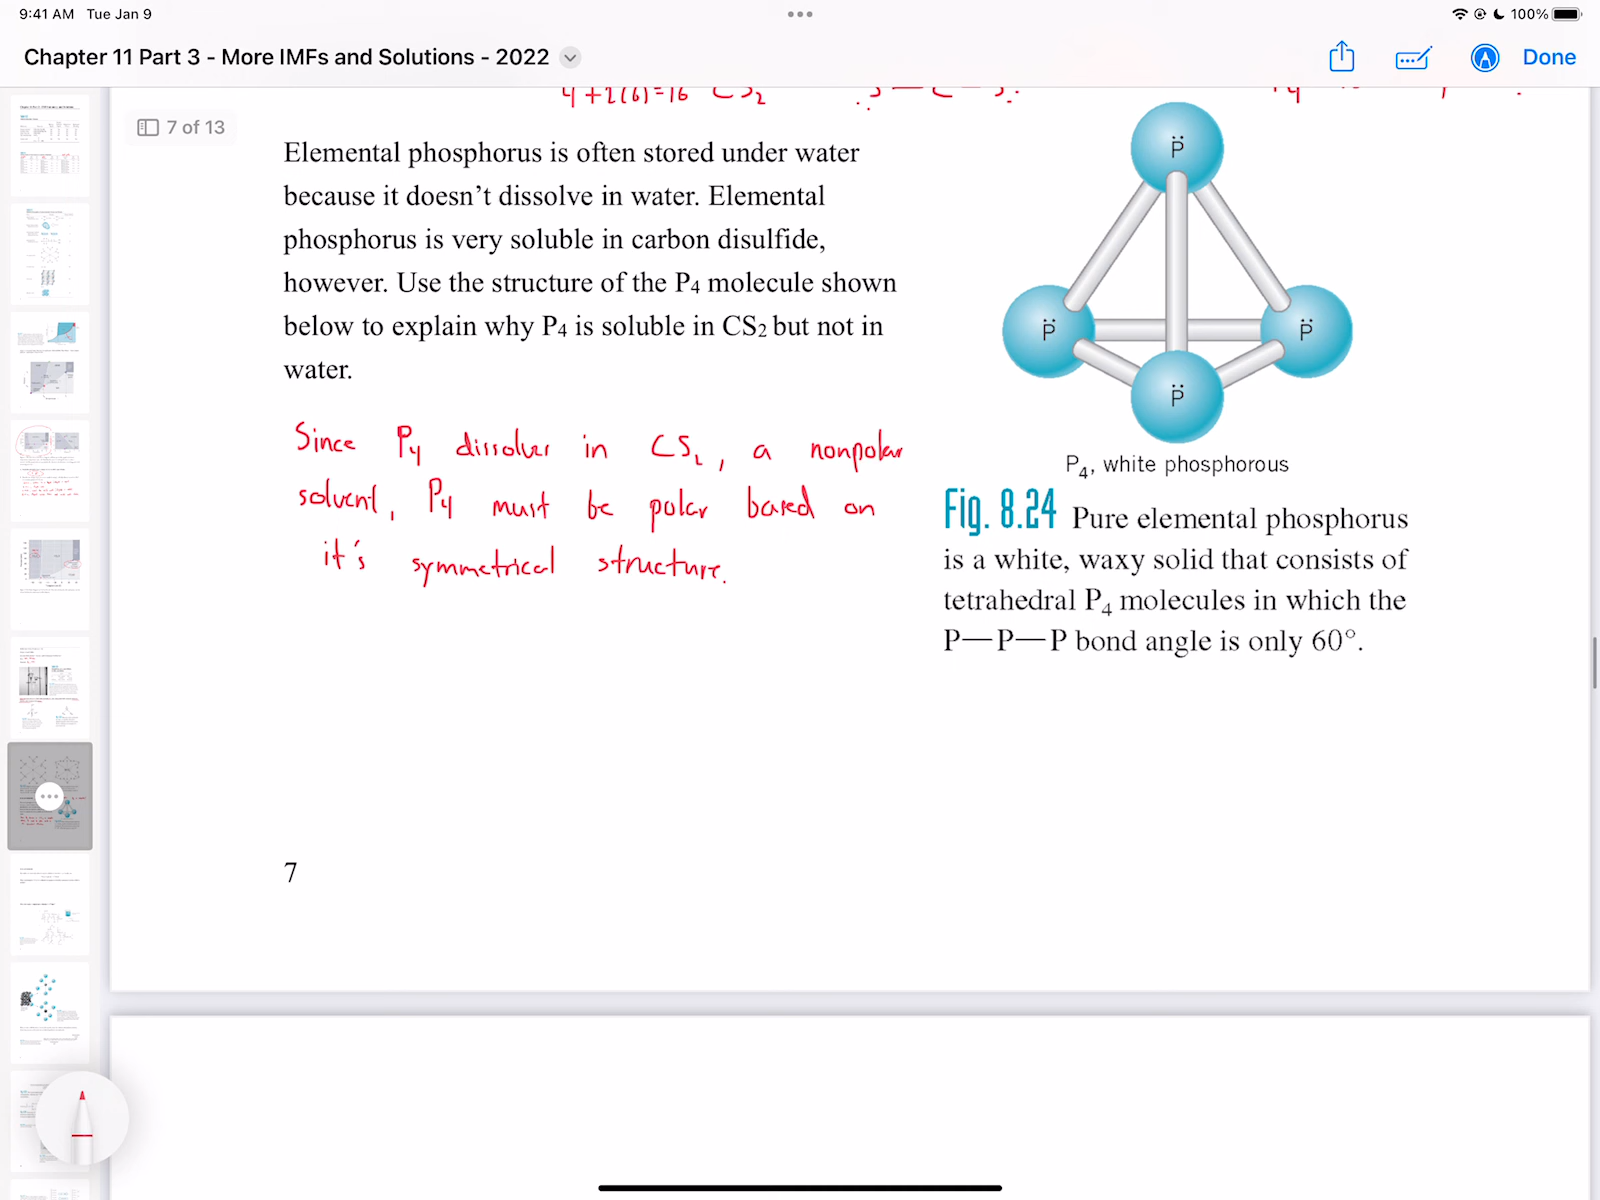 9:41 AM Tue Jan 9
100%
Chapter 11 Part 3 - More IMFs and Solutions - 2022
Done
4+2(6)=16 CS₂
7 of 13
Elemental phosphorus is often stored under water
because it doesn’t dissolve in water. Elemental
phosphorus is very soluble in carbon disulfide,
however. Use the structure of the P4 molecule shown
below to explain why P4 is soluble in CS2 but not in
water.
Since P4 dissolves in CS₂, a nonpolar
solvent, P4 must be polar based on
it's symmetrical structure.
P
P
P
P
P₄, white phosphorous
Fig. 8.24 Pure elemental phosphorus
is a white, waxy solid that consists of
tetrahedral P₄ molecules in which the
P—P—P bond angle is only 60°.
7